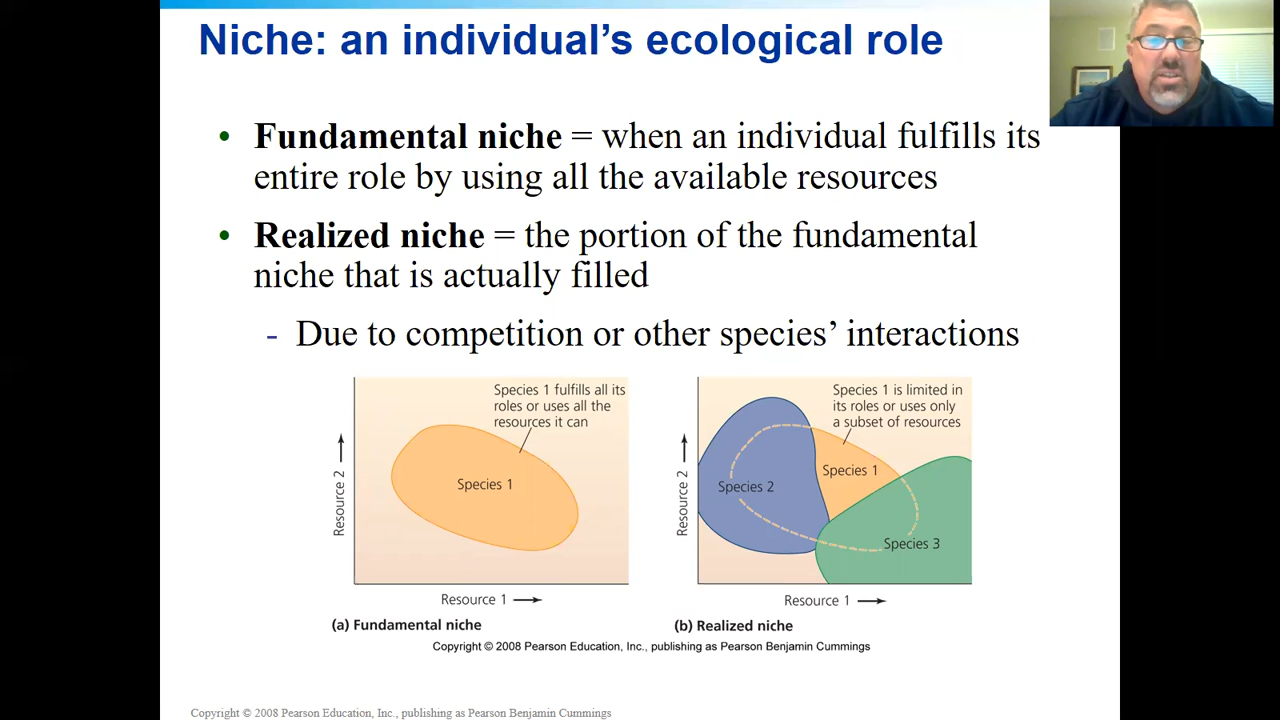 Niche: an individual's ecological role
• Fundamental niche = when an individual fulfills its
entire role by using all the available resources
• Realized niche = the portion of the fundamental
niche that is actually filled
- Due to competition or other species' interactions
Species 1 fulfills all its
roles or uses all the
resources it can
Species 1
Resource 2
Resource 1
(a) Fundamental niche
Species 1 is limited in
its roles or uses only
a subset of resources
Species 1
Species 2
Species 3
Resource 2
Resource 1
(b) Realized niche
Copyright © 2008 Pearson Education, Inc., publishing as Pearson Benjamin Cummings
Copyright © 2008 Pearson Education, Inc., publishing as Pearson Benjamin Cummings